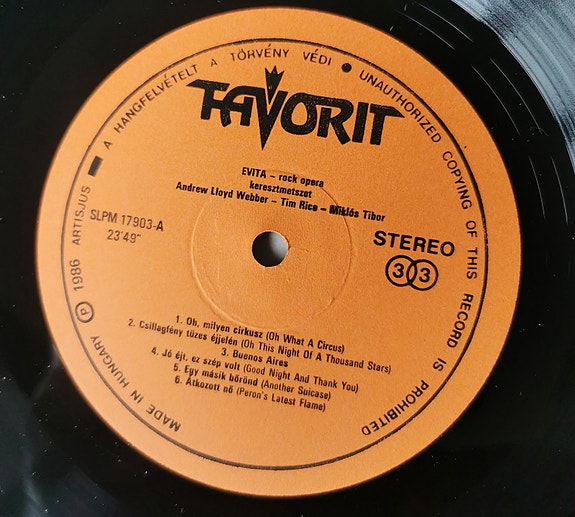 A HANGFELVÉTELT A TÖRVÉNY VÉDI • UNAUTHORIZED COPYING OF THIS RECORD IS PROHIBITED
FAVORIT
EVITA – rock opera
keresztmetszet
Andrew Lloyd Webber – Tim Rice – Miklós Tibor
SLPM 17903-A
23'49"
STEREO
33
1. Oh, milyen cirkusz (Oh What A Circus)
2. Csillagfény tüzes éjjelén (Oh This Night Of A Thousand Stars)
3. Buenos Aires
4. Jó éjt, ez szép volt (Good Night And Thank You)
5. Egy másik bőrönd (Another Suicase)
6. Átkozott nő (Peron's Latest Flame)
MADE IN HUNGARY Ⓟ 1986 ARTISJUS